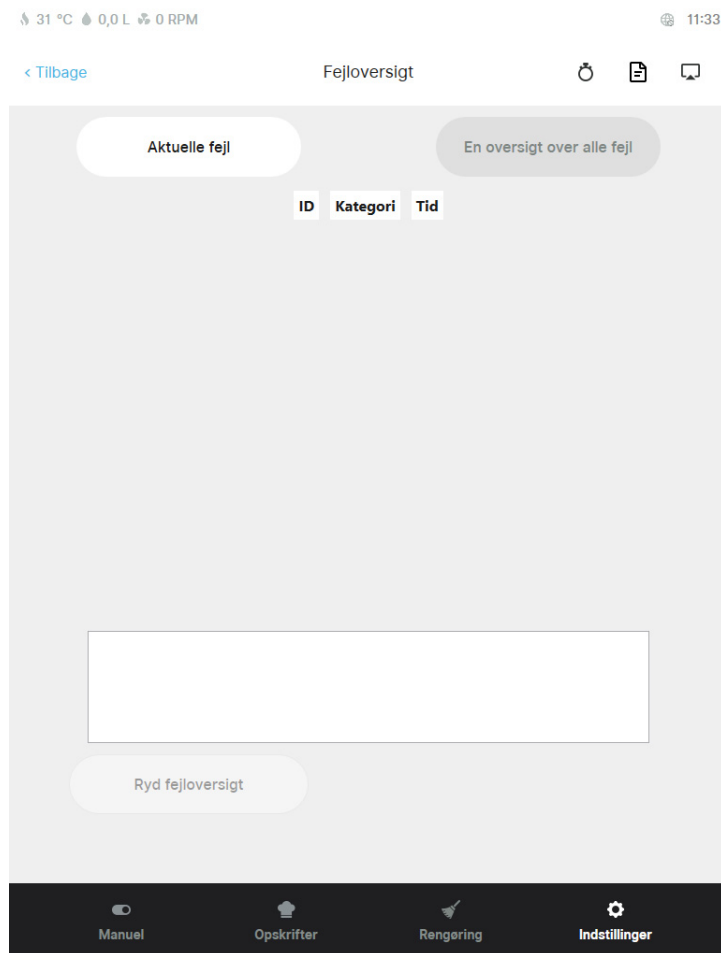 31 °C 0,0 L 0 RPM 11:33
< Tilbage Fejloversigt
Aktuelle fejl En oversigt over alle fejl
ID Kategori Tid
Ryd fejloversigt
Manuel Opskrifter Rengøring Indstillinger